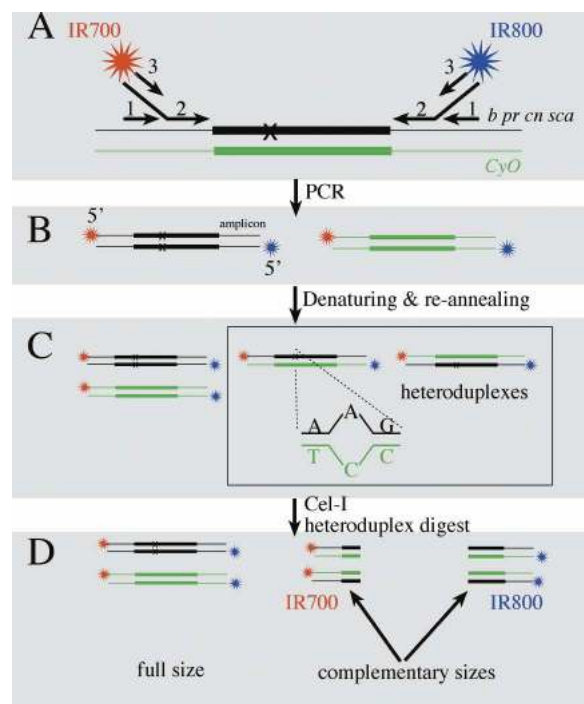 A
IR700
IR800
3
3
1
2
2
1
b pr cn sca
CyO
PCR
B
5'
amplicon
5'
Denaturing & re-annealing
C
heteroduplexes
A A G
T C C
Cel-I
heteroduplex digest
D
IR700
IR800
full size
complementary sizes